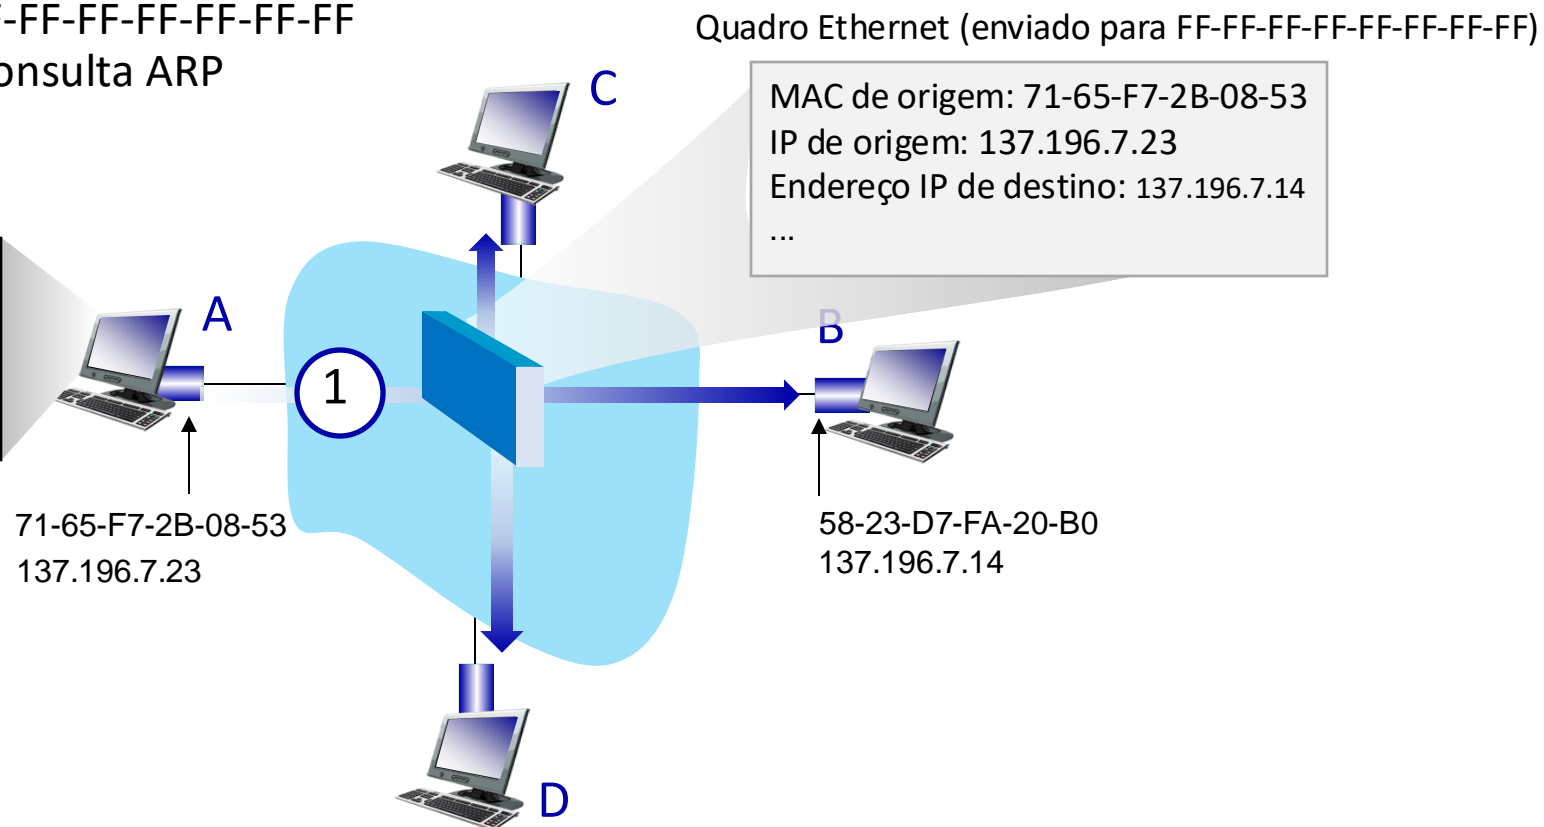 -FF-FF-FF-FF-FF-FF
onsulta ARP
Quadro Ethernet (enviado para FF-FF-FF-FF-FF-FF-FF-FF)
MAC de origem: 71-65-F7-2B-08-53
IP de origem: 137.196.7.23
Endereço IP de destino: 137.196.7.14
...
C
A
B
1
71-65-F7-2B-08-53
137.196.7.23
58-23-D7-FA-20-B0
137.196.7.14
D